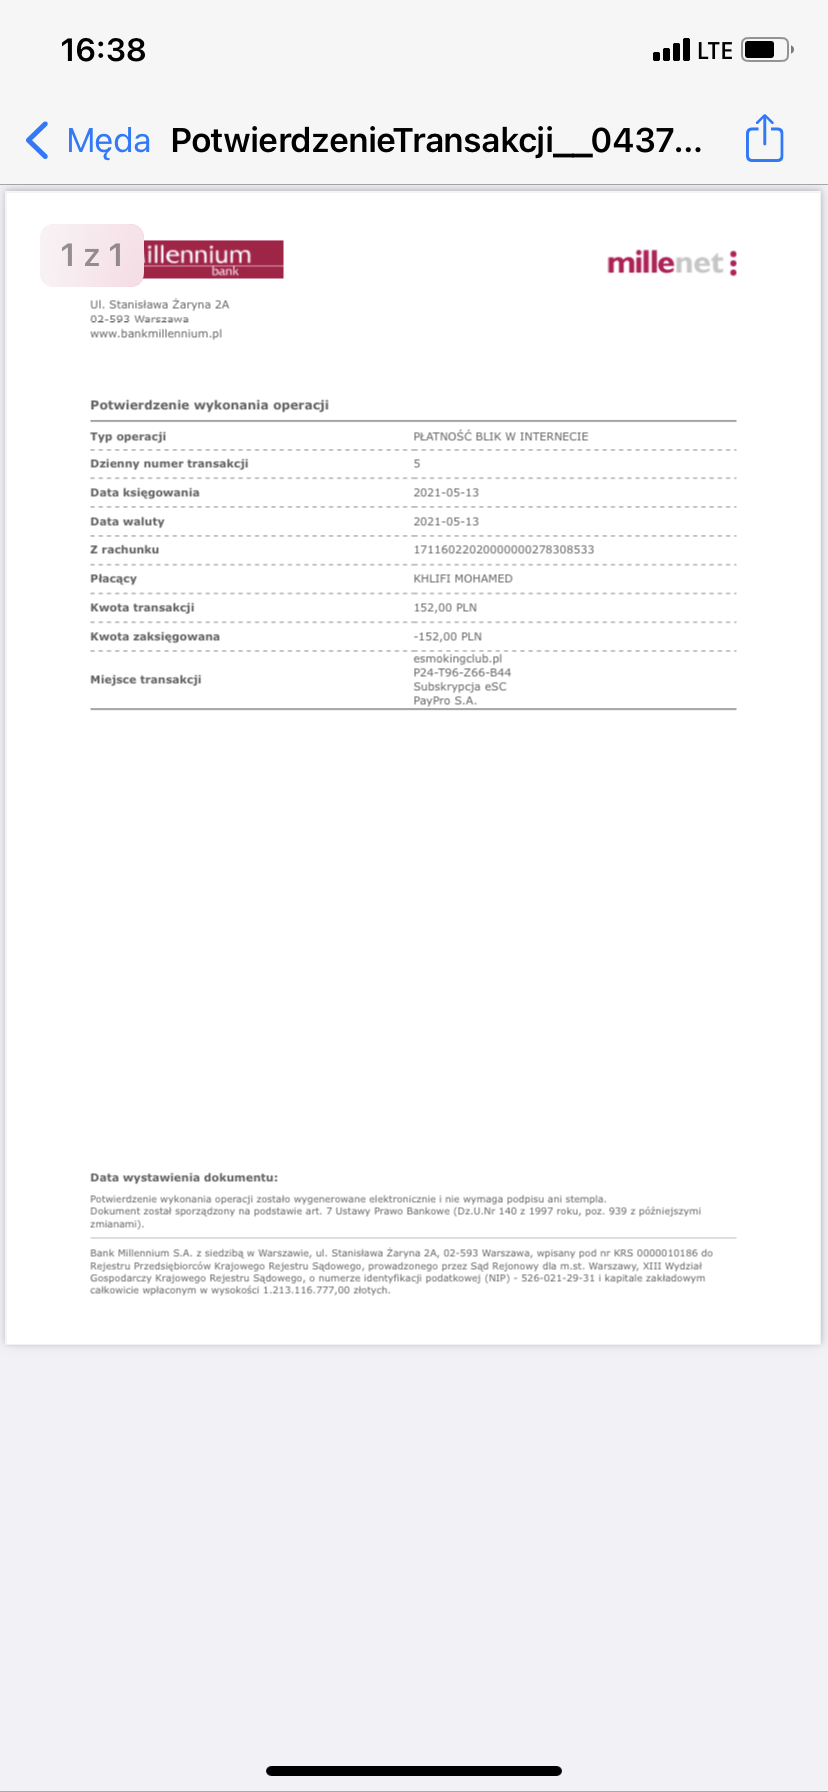 16:38
LTE
Męda
PotwierdzenieTransakcji__0437...
1 z 1
illennium
bank
millenet
Ul. Stanisława Żaryna 2A
02-593 Warszawa
www.bankmillennium.pl
Potwierdzenie wykonania operacji
Typ operacji PŁATNOŚĆ BLIK W INTERNECIE
Dzienny numer transakcji 5
Data księgowania 2021-05-13
Data waluty 2021-05-13
Z rachunku 17116022020000000278308533
Płacący KHLIFI MOHAMED
Kwota transakcji 152,00 PLN
Kwota zaksięgowana -152,00 PLN
Miejsce transakcji
esmokingclub.pl
P24-T96-Z66-B44
Subskrypcja eSC
PayPro S.A.
Data wystawienia dokumentu:
Potwierdzenie wykonania operacji zostało wygenerowane elektronicznie i nie wymaga podpisu ani stempla.
Dokument został sporządzony na podstawie art. 7 Ustawy Prawo Bankowe (Dz.U.Nr 140 z 1997 roku, poz. 939 z późniejszymi
zmianami).
Bank Millennium S.A. z siedzibą w Warszawie, ul. Stanisława Żaryna 2A, 02-593 Warszawa, wpisany pod nr KRS 0000010186 do
Rejestru Przedsiębiorców Krajowego Rejestru Sądowego, prowadzonego przez Sąd Rejonowy dla m.st. Warszawy, XIII Wydział
Gospodarczy Krajowego Rejestru Sądowego, o numerze identyfikacji podatkowej (NIP) - 526-021-29-31 i kapitale zakładowym
całkowicie wpłaconym w wysokości 1.213.116.777,00 złotych.